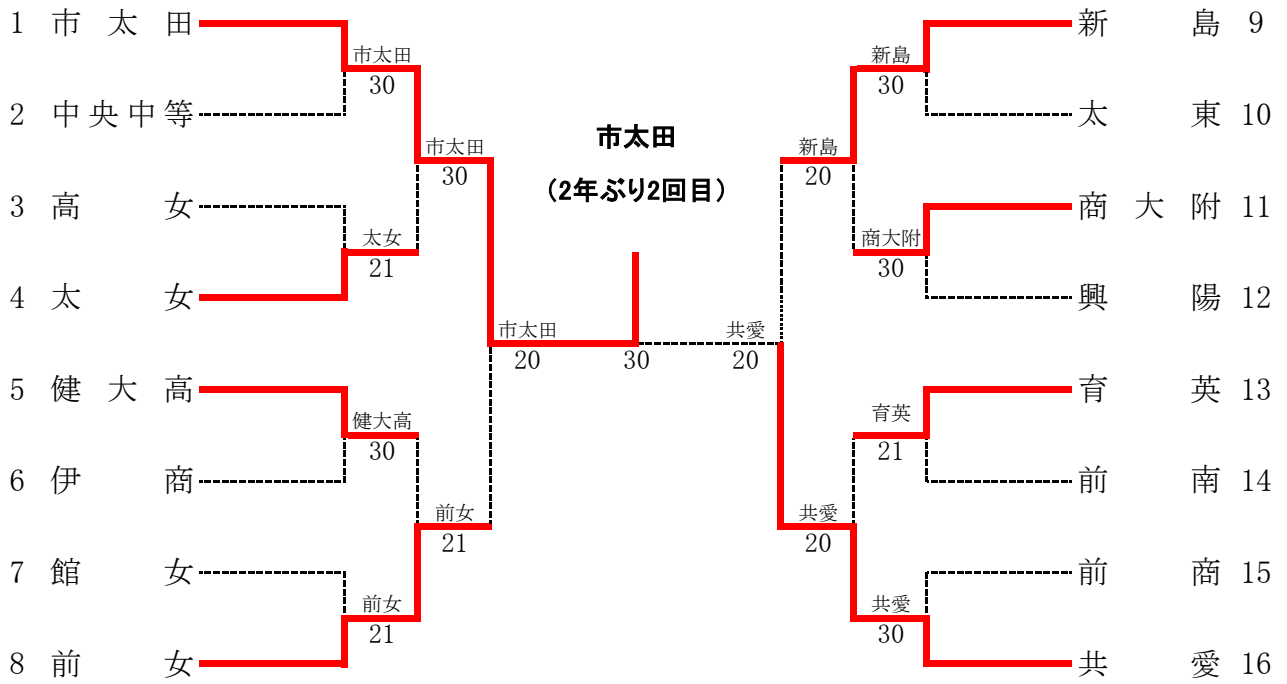 1 市太田
2 中央中等
3 高女
4 太女
5 健大高
6 伊商
7 館女
8 前女
市太田
30
太女
21
健大高
30
前女
21
市太田
30
前女
21
市太田
20
市太田
(2年ぶり2回目)
30
共愛
20
新島
20
共愛
20
新島
30
商大附
30
育英
21
共愛
30
新島 9
太東 10
商大附 11
興陽 12
育英 13
前南 14
前商 15
共愛 16